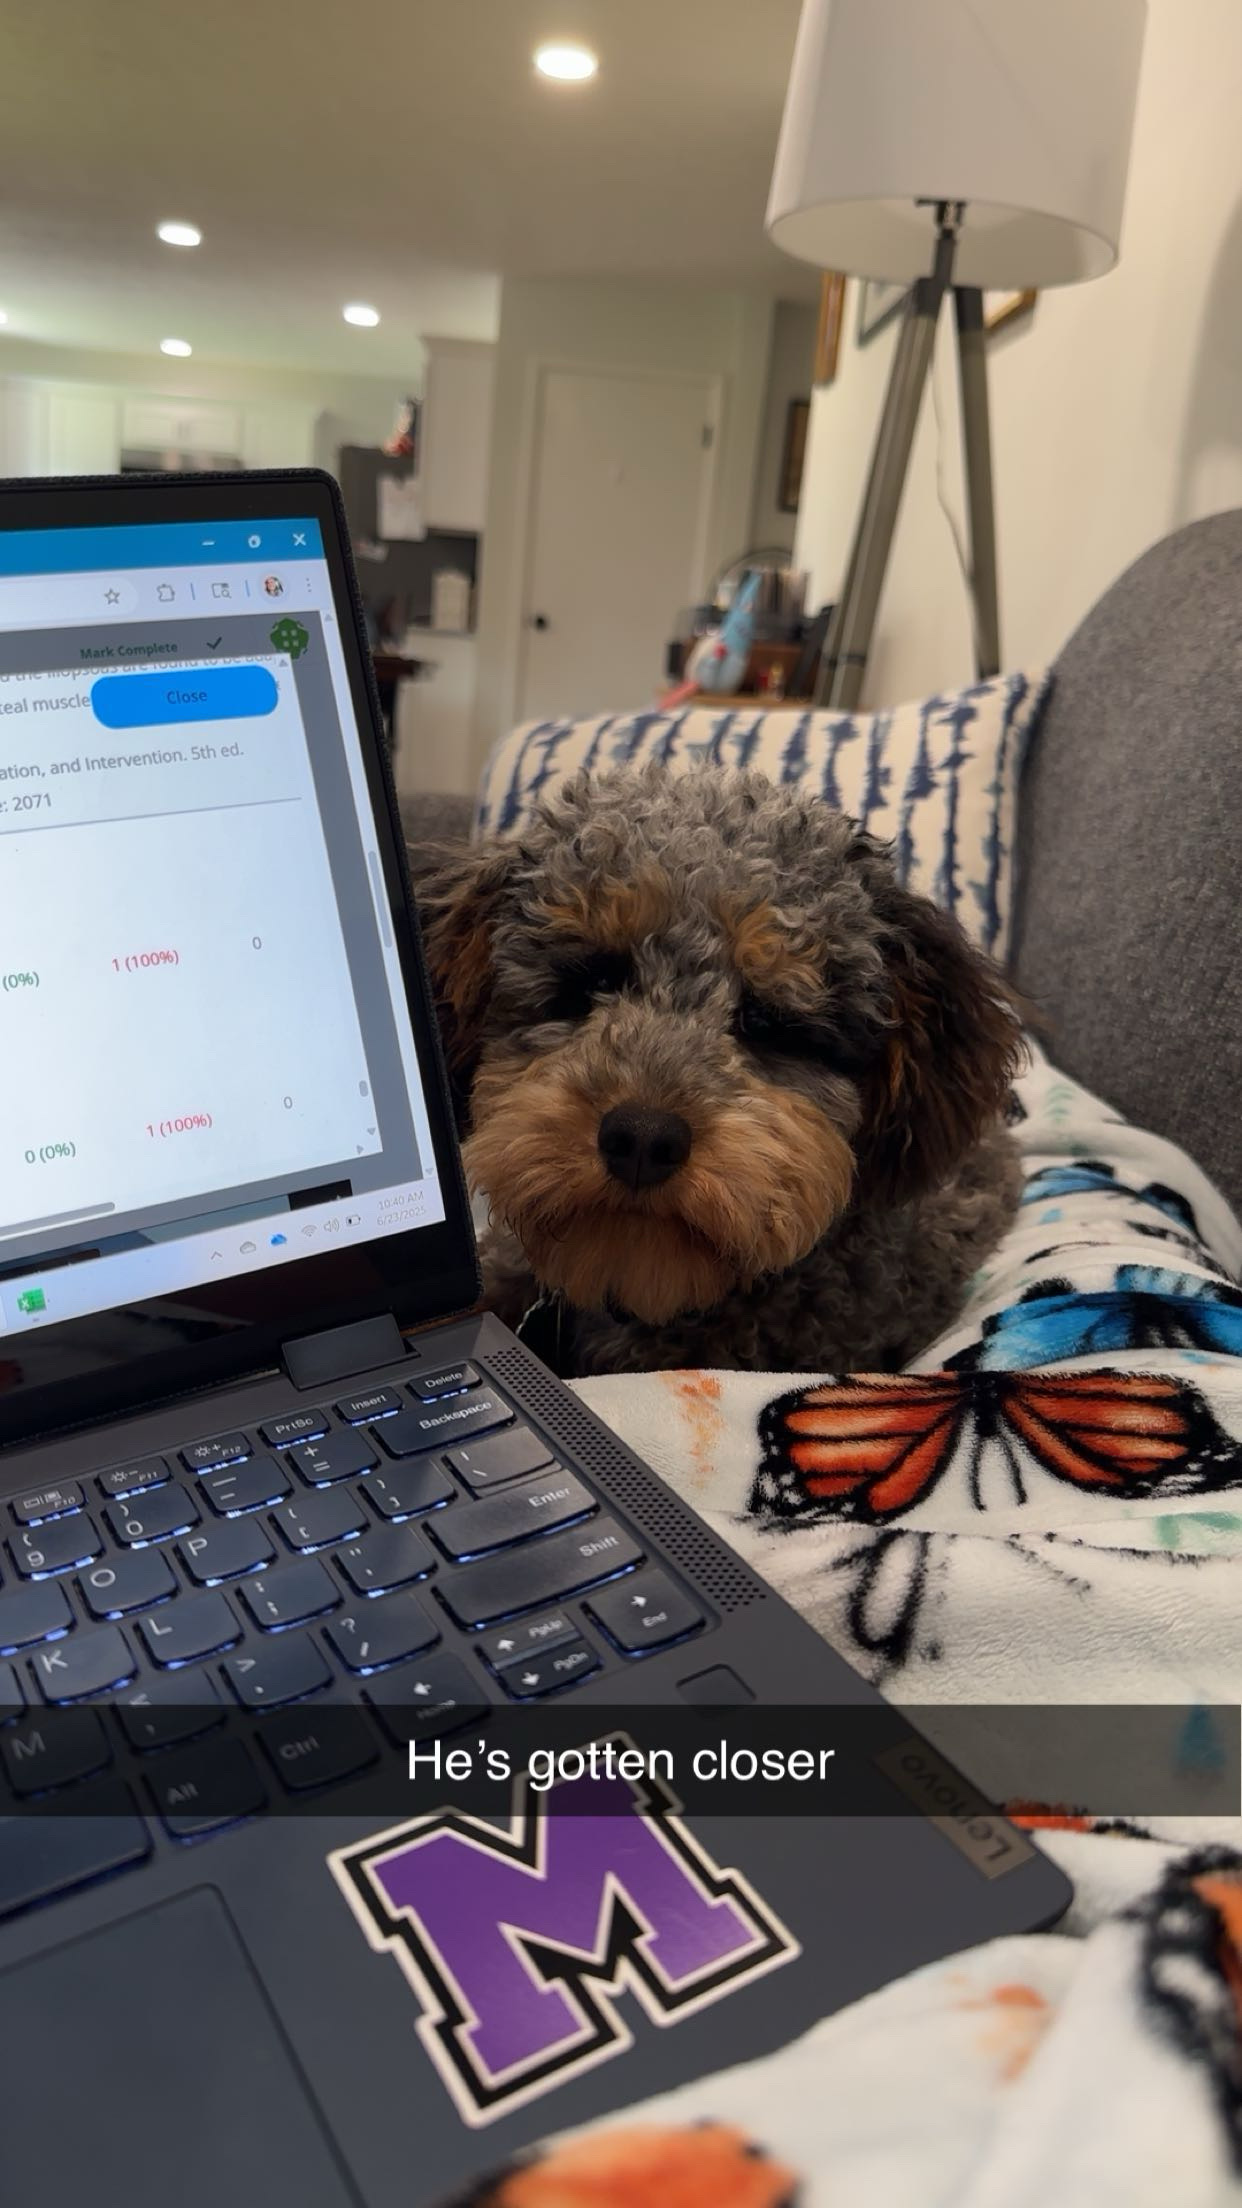 Mark Complete
Close
teal muscle
ation, and Intervention. 5th ed.
: 2071
(0%)
1 (100%)
0
0 (0%)
1 (100%)
0
10:40 AM
6/23/2025
Delete
Insert
PrtSc
F12
F11
F10
Backspace
+
=
)
0
(
9
Enter
P
O
Shift
L
K
?
/
PgUp
PgDn
End
Home
M
Alt
Ctrl
He's gotten closer
Lenovo
M